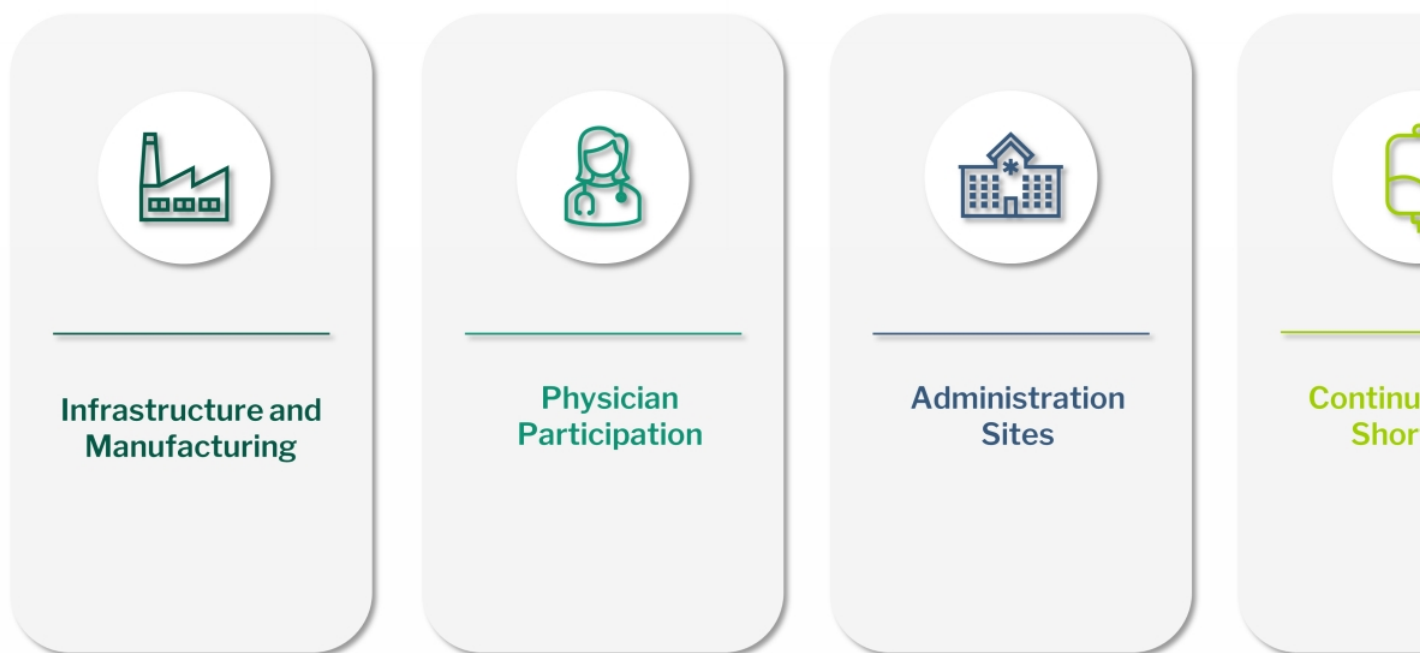 Infrastructure and
Manufacturing
Physician
Participation
Administration
Sites